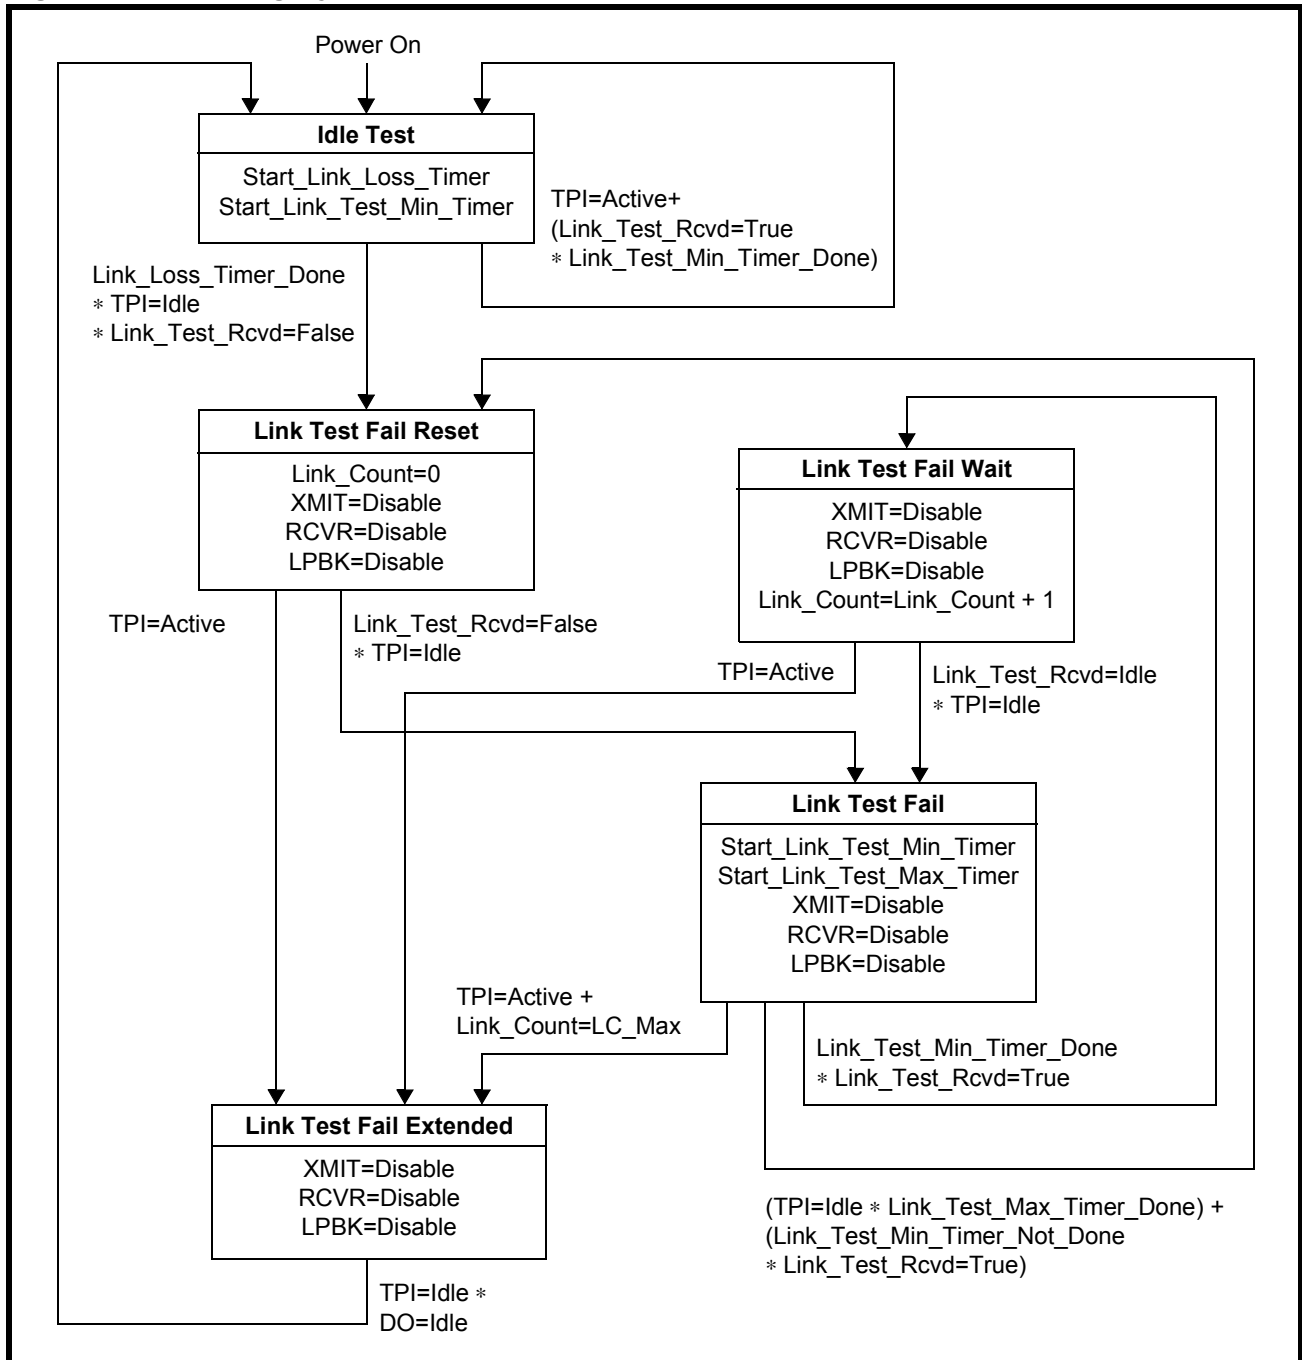 Power On
Idle Test
Start_Link_Loss_Timer
Start_Link_Test_Min_Timer
TPI=Active+
(Link_Test_Rcvd=True
∗ Link_Test_Min_Timer_Done)
Link_Loss_Timer_Done
∗ TPI=Idle
∗ Link_Test_Rcvd=False
Link Test Fail Reset
Link_Count=0
XMIT=Disable
RCVR=Disable
LPBK=Disable
Link Test Fail Wait
XMIT=Disable
RCVR=Disable
LPBK=Disable
Link_Count=Link_Count + 1
TPI=Active
Link_Test_Rcvd=False
∗ TPI=Idle
TPI=Active
Link_Test_Rcvd=Idle
∗ TPI=Idle
Link Test Fail
Start_Link_Test_Min_Timer
Start_Link_Test_Max_Timer
XMIT=Disable
RCVR=Disable
LPBK=Disable
TPI=Active +
Link_Count=LC_Max
Link_Test_Min_Timer_Done
∗ Link_Test_Rcvd=True
Link Test Fail Extended
XMIT=Disable
RCVR=Disable
LPBK=Disable
(TPI=Idle ∗ Link_Test_Max_Timer_Done) +
(Link_Test_Min_Timer_Not_Done
∗ Link_Test_Rcvd=True)
TPI=Idle ∗
DO=Idle